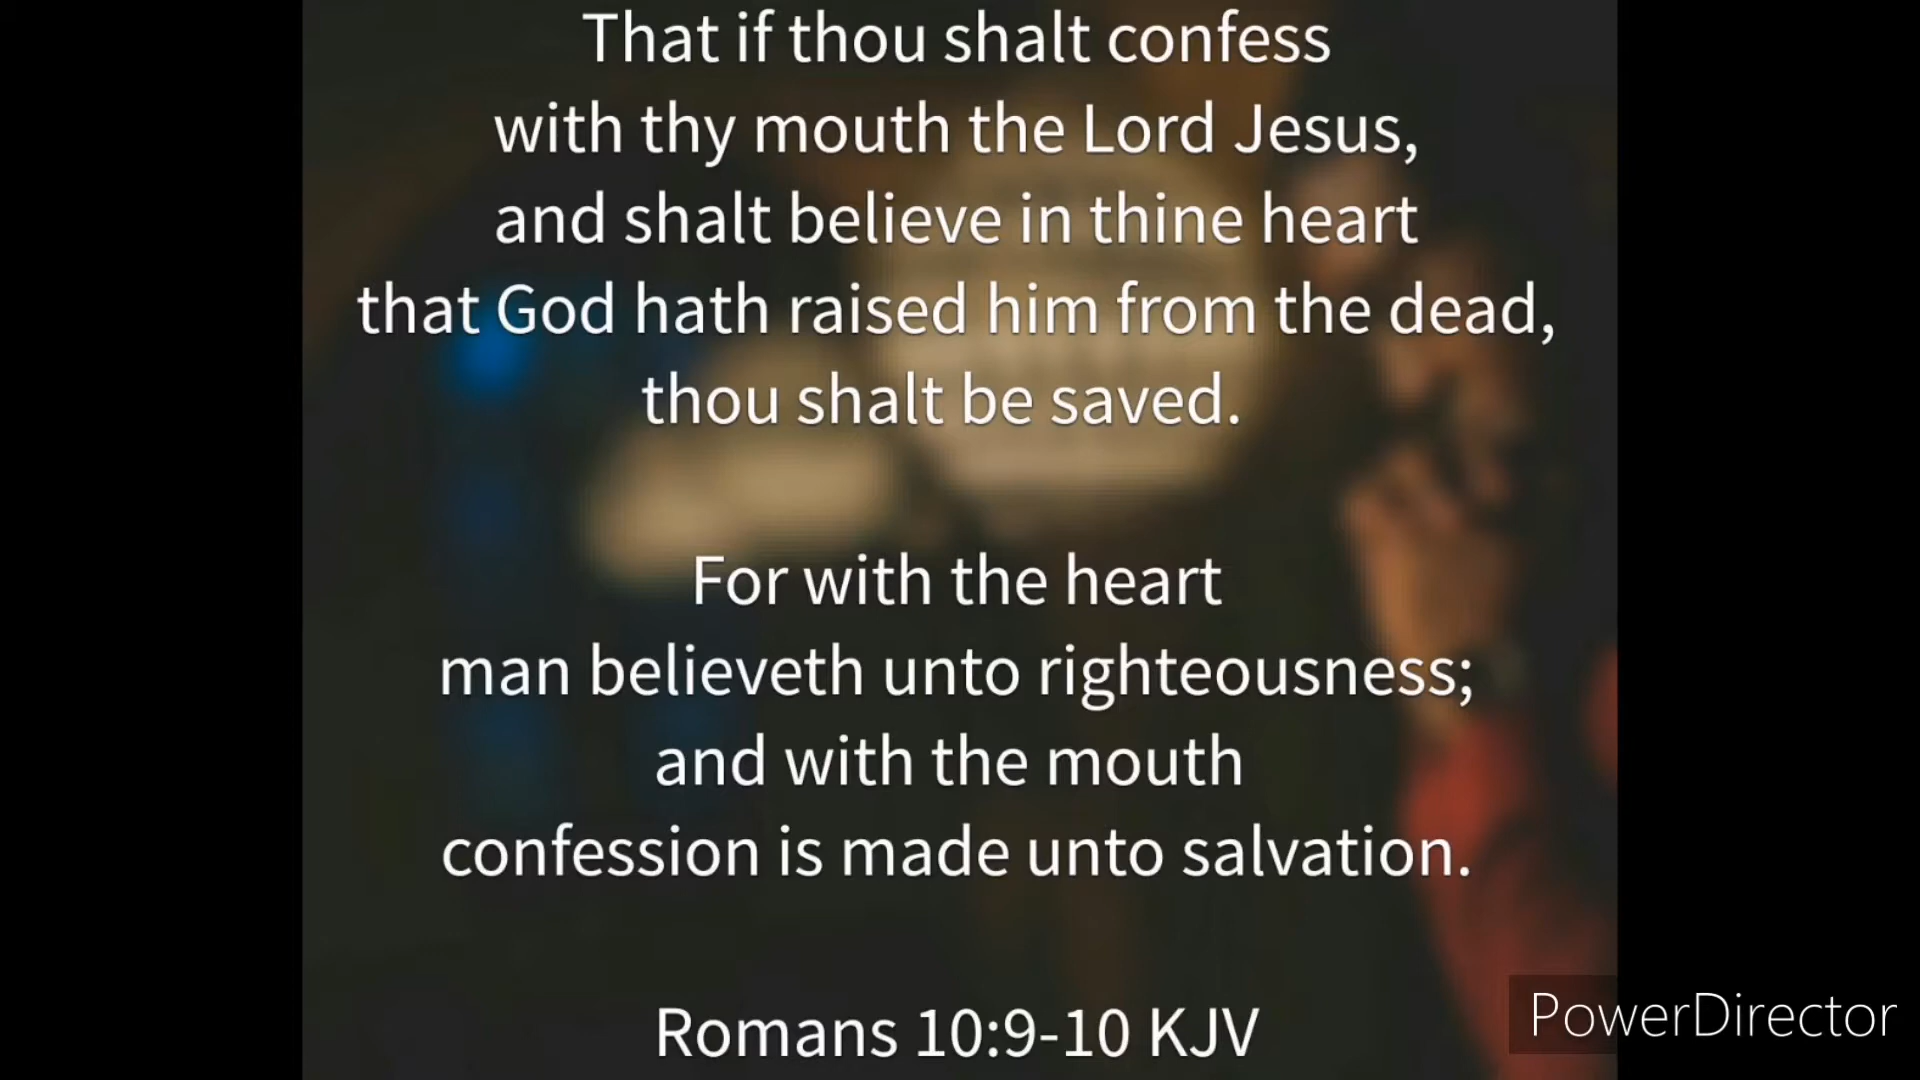 That if thou shalt confess
with thy mouth the Lord Jesus,
and shalt believe in thine heart
that God hath raised him from the dead,
thou shalt be saved.
For with the heart
man believeth unto righteousness;
and with the mouth
confession is made unto salvation.
Romans 10:9-10 KJV
PowerDirector